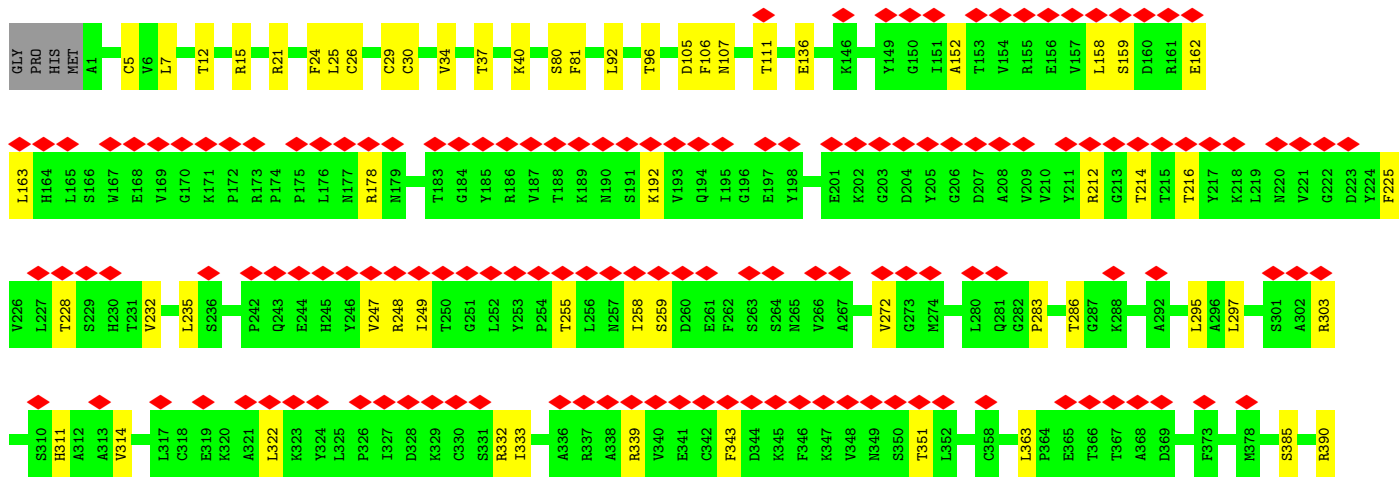 GLY PRO HIS MET A1 C5 V6 L7 T12 R15 R21 F24 L25 C26 C29 C30 V34 T37 K40 S80 F81 L92 T96 D105 F106 N107 T111 E136 K146 Y149 G150 I151 A152 T153 V154 R155 E156 V157 L158 S159 D160 R161 E162
L163 H164 L165 S166 W167 E168 V169 G170 K171 P172 R173 P174 P175 L176 N177 R178 N179 T183 G184 Y185 R186 V187 T188 K189 N190 S191 K192 V193 Q194 I195 G196 E197 Y198 E201 K202 G203 D204 Y205 G206 D207 A208 V209 V210 Y211 R212 G213 T214 T215 T216 Y217 K218 L219 N220 V221 G222 D223 Y224 F225
V226 L227 T228 S229 H230 T231 V232 L235 S236 P242 Q243 E244 H245 Y246 V247 R248 I249 T250 G251 L252 Y253 P254 T255 L256 N257 I258 S259 D260 E261 F262 S263 S264 N265 V266 A267 V272 G273 M274 L280 Q281 G282 P283 T286 G287 K288 A292 L295 A296 L297 S301 A302 R303
S310 H311 A312 A313 V314 L317 C318 E319 K320 A321 L322 K323 Y324 L325 P326 I327 D328 K329 C330 S331 R332 I333 A336 R337 A338 R339 V340 E341 C342 F343 D344 K345 F346 K347 V348 N349 S350 T351 L352 C358 L363 P364 E365 T366 T367 A368 D369 F373 M378 S385 R390